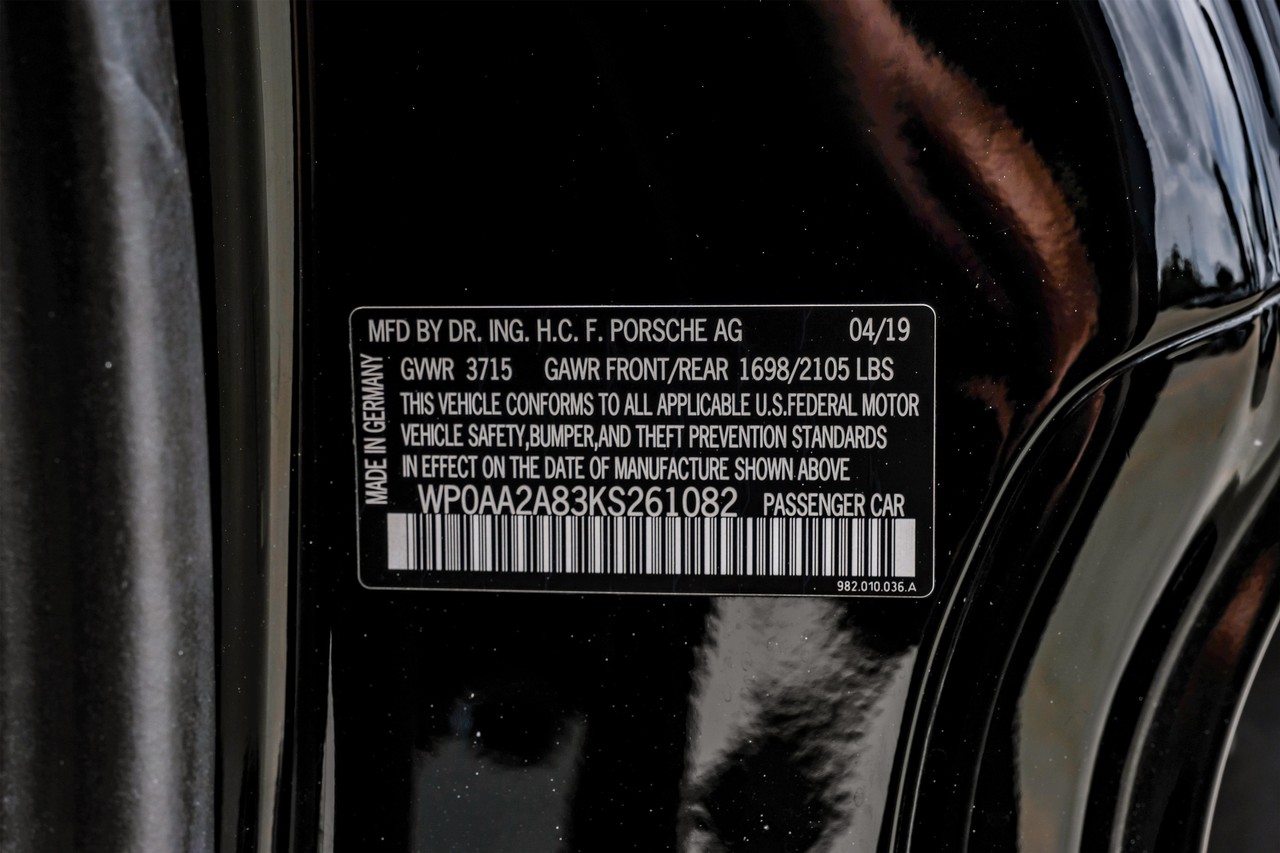 MFD BY DR. ING. H.C. F. PORSCHE AG 04/19
MADE IN GERMANY
GVWR 3715 GAWR FRONT/REAR 1698/2105 LBS
THIS VEHICLE CONFORMS TO ALL APPLICABLE U.S.FEDERAL MOTOR
VEHICLE SAFETY,BUMPER,AND THEFT PREVENTION STANDARDS
IN EFFECT ON THE DATE OF MANUFACTURE SHOWN ABOVE
WP0AA2A83KS261082 PASSENGER CAR
982.010.036.A